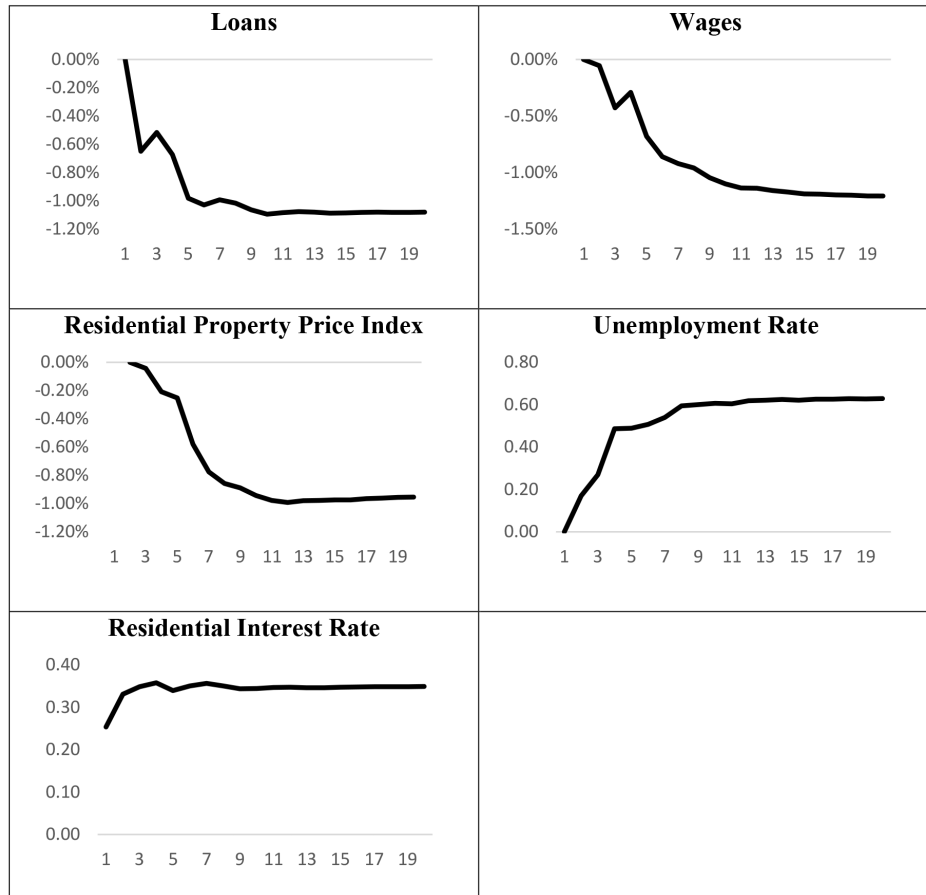 Loans
0.00%
-0.20%
-0.40%
-0.60%
-0.80%
-1.00%
-1.20%
1 3 5 7 9 11 13 15 17 19
Wages
0.00%
-0.50%
-1.00%
-1.50%
1 3 5 7 9 11 13 15 17 19
Residential Property Price Index
0.00%
-0.20%
-0.40%
-0.60%
-0.80%
-1.00%
-1.20%
1 3 5 7 9 11 13 15 17 19
Unemployment Rate
0.80
0.60
0.40
0.20
0.00
1 3 5 7 9 11 13 15 17 19
Residential Interest Rate
0.40
0.30
0.20
0.10
0.00
1 3 5 7 9 11 13 15 17 19